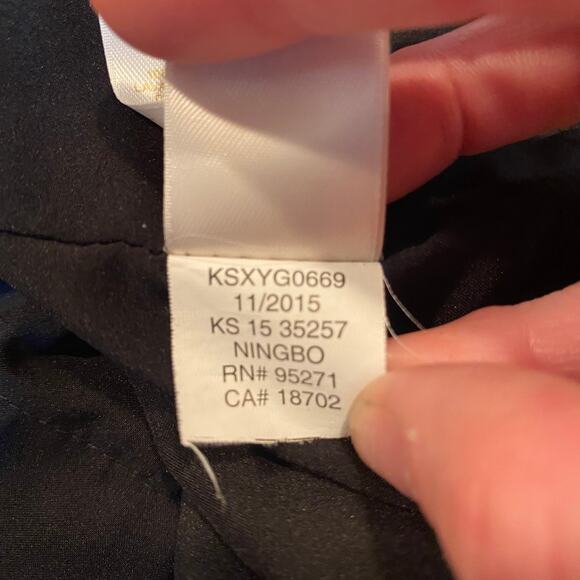 KSXYG0669
11/2015
KS 15 35257
NINGBO
RN# 95271
CA# 18702